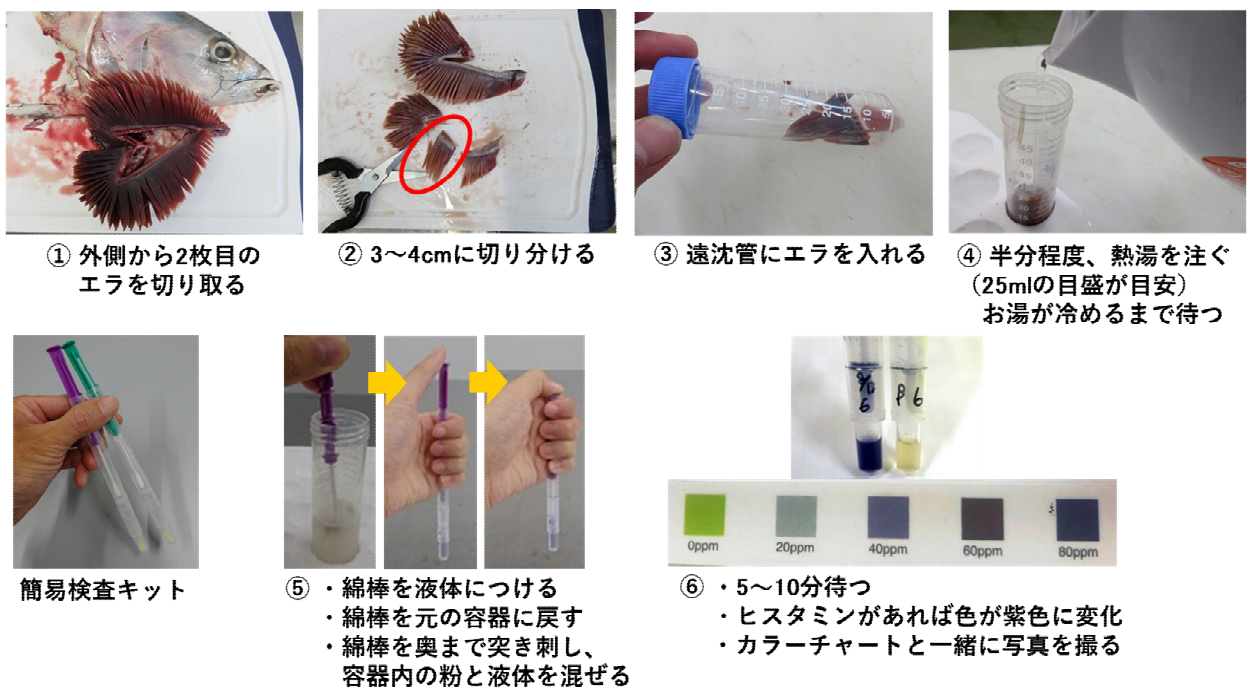 ① 外側から2枚目の
エラを切り取る
② 3～4cmに切り分ける
③ 遠沈管にエラを入れる
④ 半分程度、熱湯を注ぐ
（25mlの目盛が目安）
お湯が冷めるまで待つ
簡易検査キット
⑤ ・綿棒を液体につける
・綿棒を元の容器に戻す
・綿棒を奥まで突き刺し、
容器内の粉と液体を混ぜる
6
β 6
0ppm 20ppm 40ppm 60ppm 80ppm
⑥ ・5～10分待つ
・ヒスタミンがあれば色が紫色に変化
・カラーチャートと一緒に写真を撮る